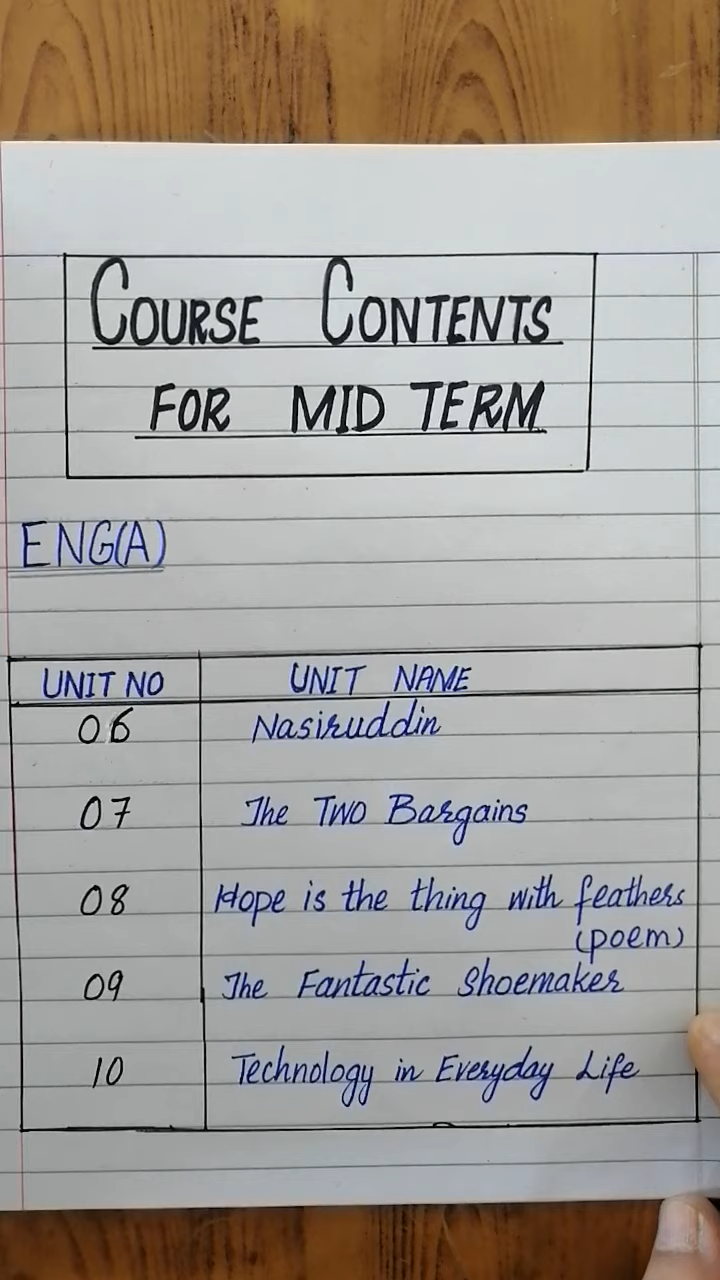 COURSE CONTENTS
FOR MID TERM
ENG(A)
UNIT NO UNIT NAME
06 Nasiruddin
07 The Two Bargains
08 Hope is the thing with feathers
(poem)
09 The Fantastic Shoemaker
10 Technology in Everyday Life